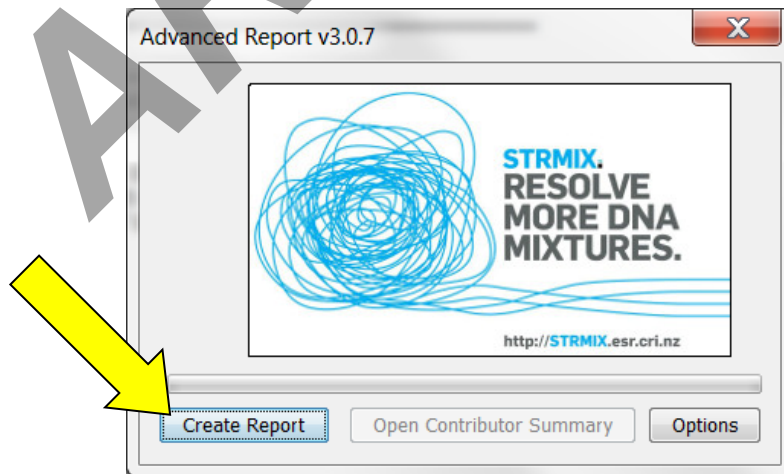 Advanced Report v3.0.7
STRMIX.
RESOLVE
MORE DNA
MIXTURES.
http://STRMIX.esr.cri.nz
Create Report
Open Contributor Summary
Options